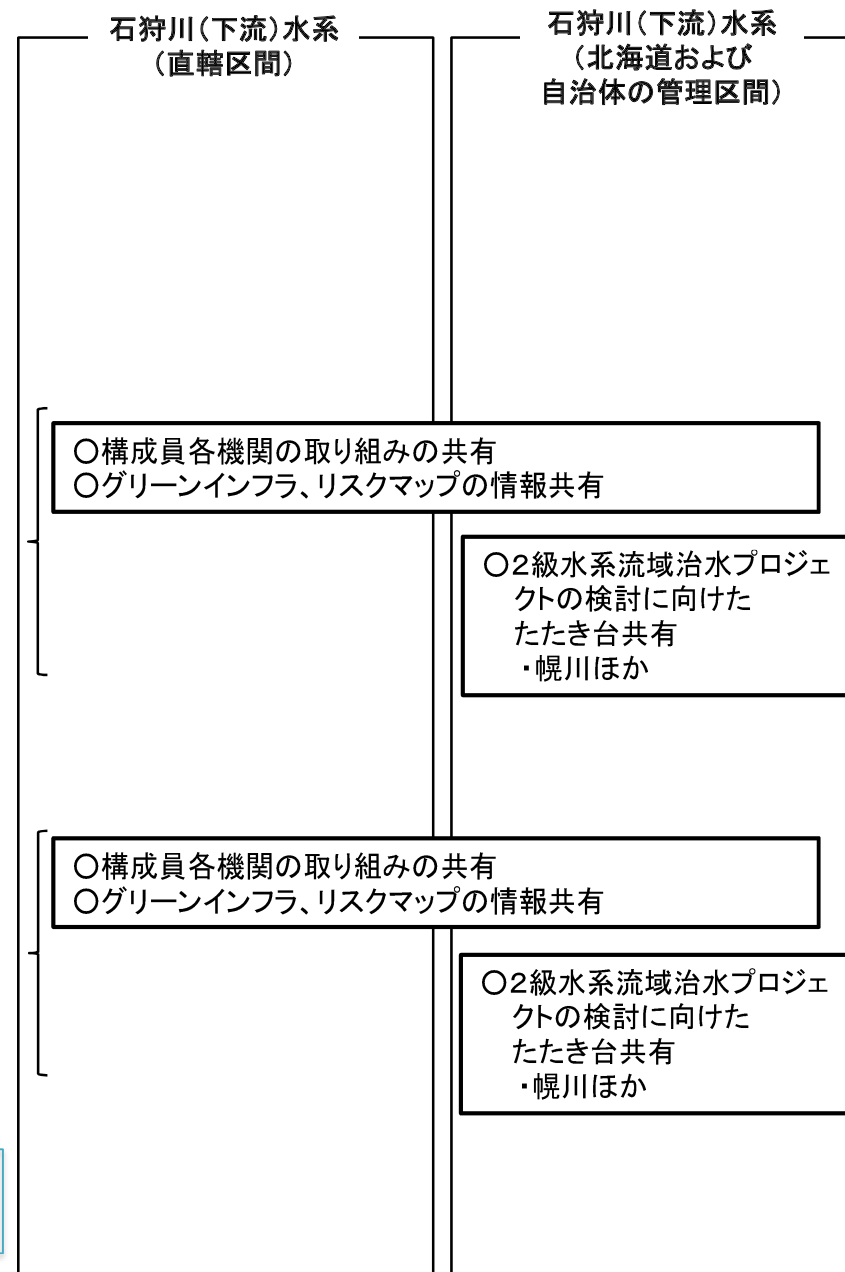 石狩川（下流）水系
（直轄区間）
石狩川（下流）水系
（北海道および
自治体の管理区間）
〇構成員各機関の取り組みの共有
〇グリーンインフラ、リスクマップの情報共有
〇２級水系流域治水プロジェ
クトの検討に向けた
たたき台共有
・幌川ほか
〇構成員各機関の取り組みの共有
〇グリーンインフラ、リスクマップの情報共有
〇２級水系流域治水プロジェ
クトの検討に向けた
たたき台共有
・幌川ほか